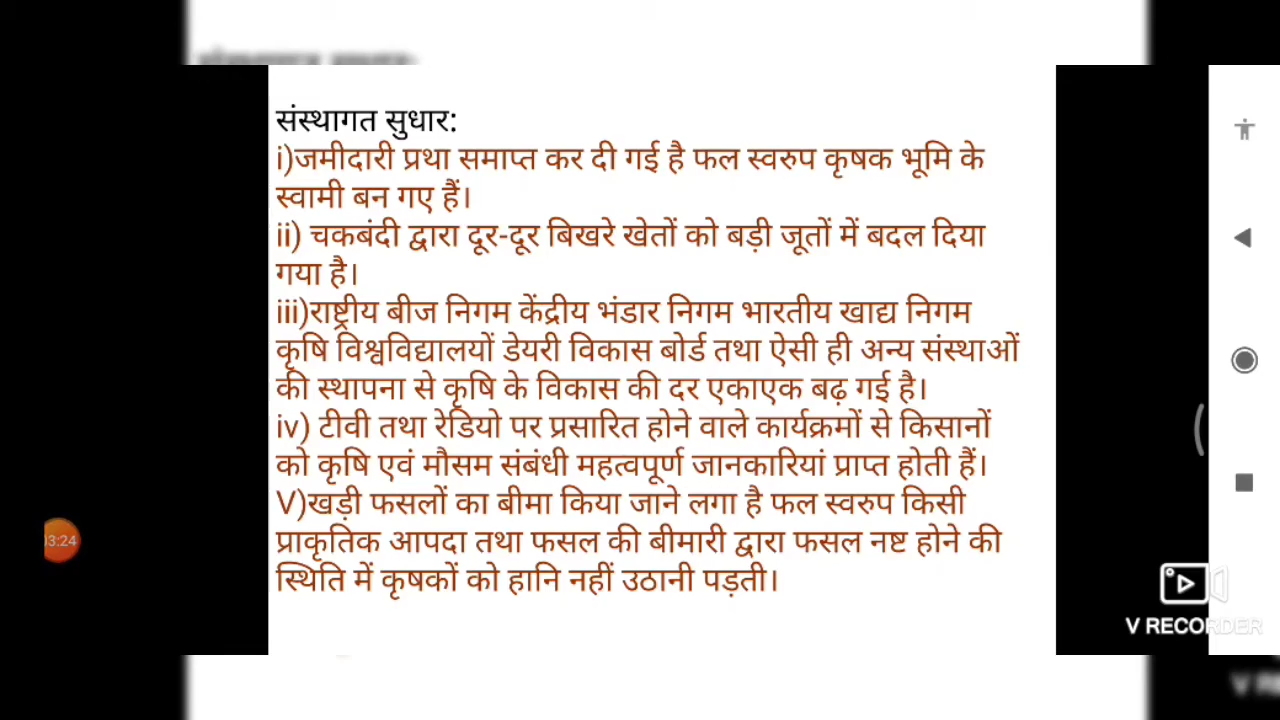 संस्थागत सुधार:
i)जमीदारी प्रथा समाप्त कर दी गई है फल स्वरुप कृषक भूमि के
स्वामी बन गए हैं।
ii) चकबंदी द्वारा दूर-दूर बिखरे खेतों को बड़ी जूतों में बदल दिया
गया है।
iii)राष्ट्रीय बीज निगम केंद्रीय भंडार निगम भारतीय खाद्य निगम
कृषि विश्वविद्यालयों डेयरी विकास बोर्ड तथा ऐसी ही अन्य संस्थाओं
की स्थापना से कृषि के विकास की दर एकाएक बढ़ गई है।
iv) टीवी तथा रेडियो पर प्रसारित होने वाले कार्यक्रमों से किसानों
को कृषि एवं मौसम संबंधी महत्वपूर्ण जानकारियां प्राप्त होती हैं।
V)खड़ी फसलों का बीमा किया जाने लगा है फल स्वरुप किसी
प्राकृतिक आपदा तथा फसल की बीमारी द्वारा फसल नष्ट होने की
स्थिति में कृषकों को हानि नहीं उठानी पड़ती।
3:24
V RECORDER